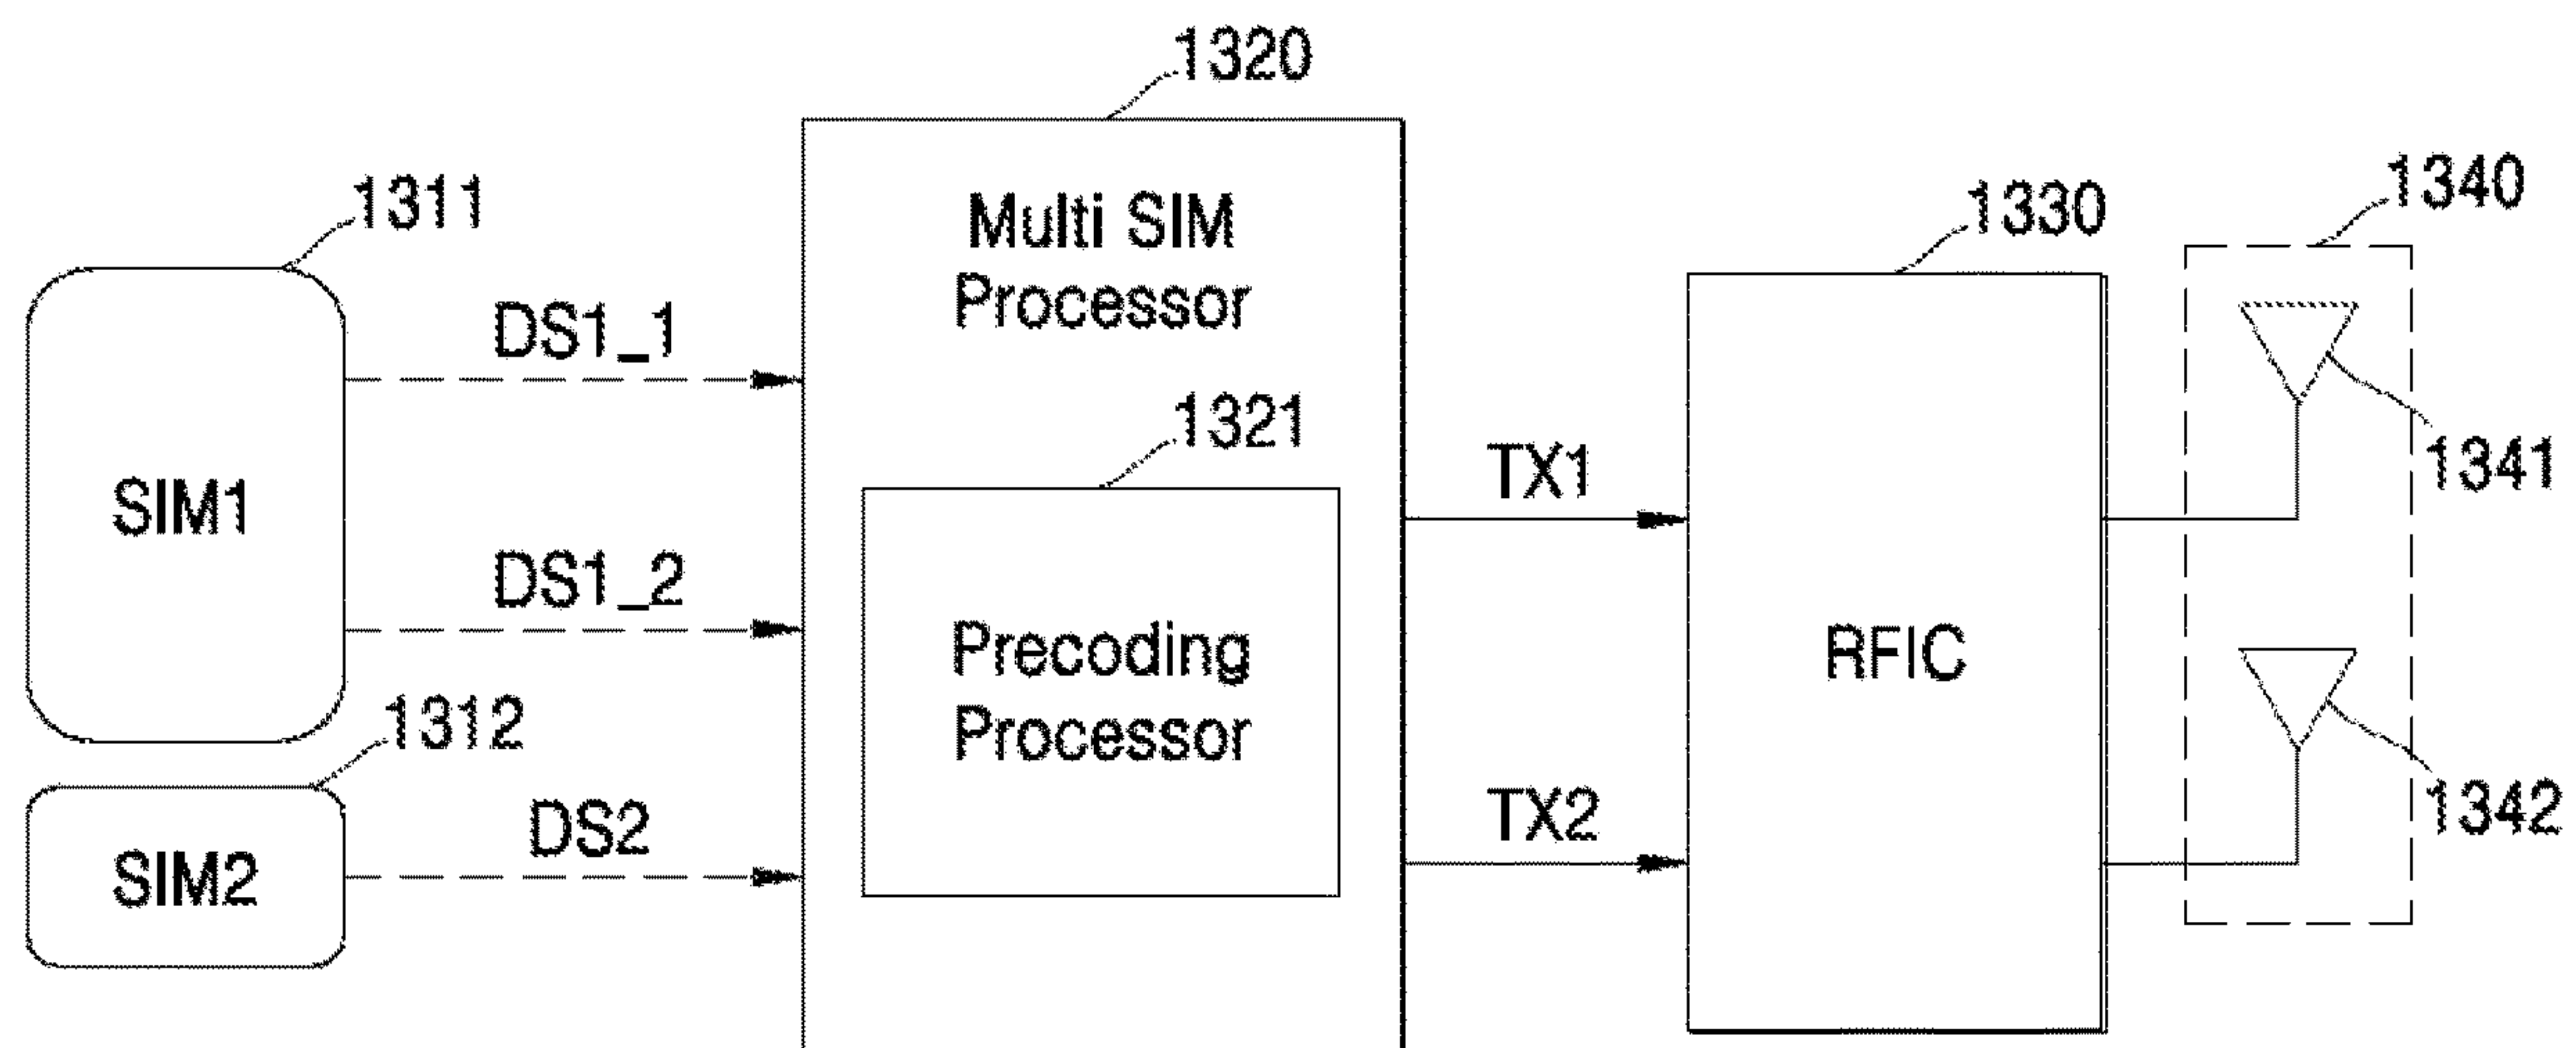 1320
1311
1330
1340
Multi SIM
Processor
DS1_1
1321
TX1
1341
SIM1
DS1_2
Precoding
Processor
RFIC
1312
TX2
1342
SIM2
DS2